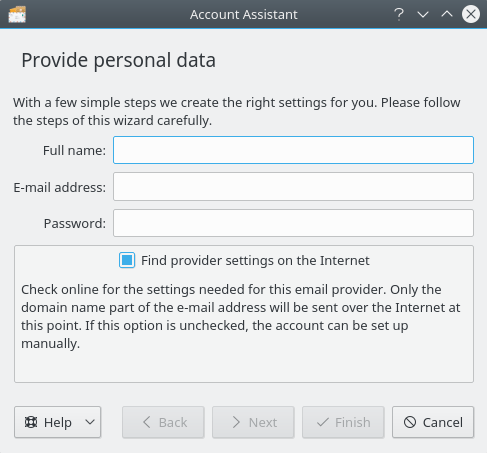 Account Assistant
Provide personal data
With a few simple steps we create the right settings for you. Please follow
the steps of this wizard carefully.
Full name:
E-mail address:
Password:
Find provider settings on the Internet
Check online for the settings needed for this email provider. Only the
domain name part of the e-mail address will be sent over the Internet at
this point. If this option is unchecked, the account can be set up
manually.
Help
Back
Next
Finish
Cancel